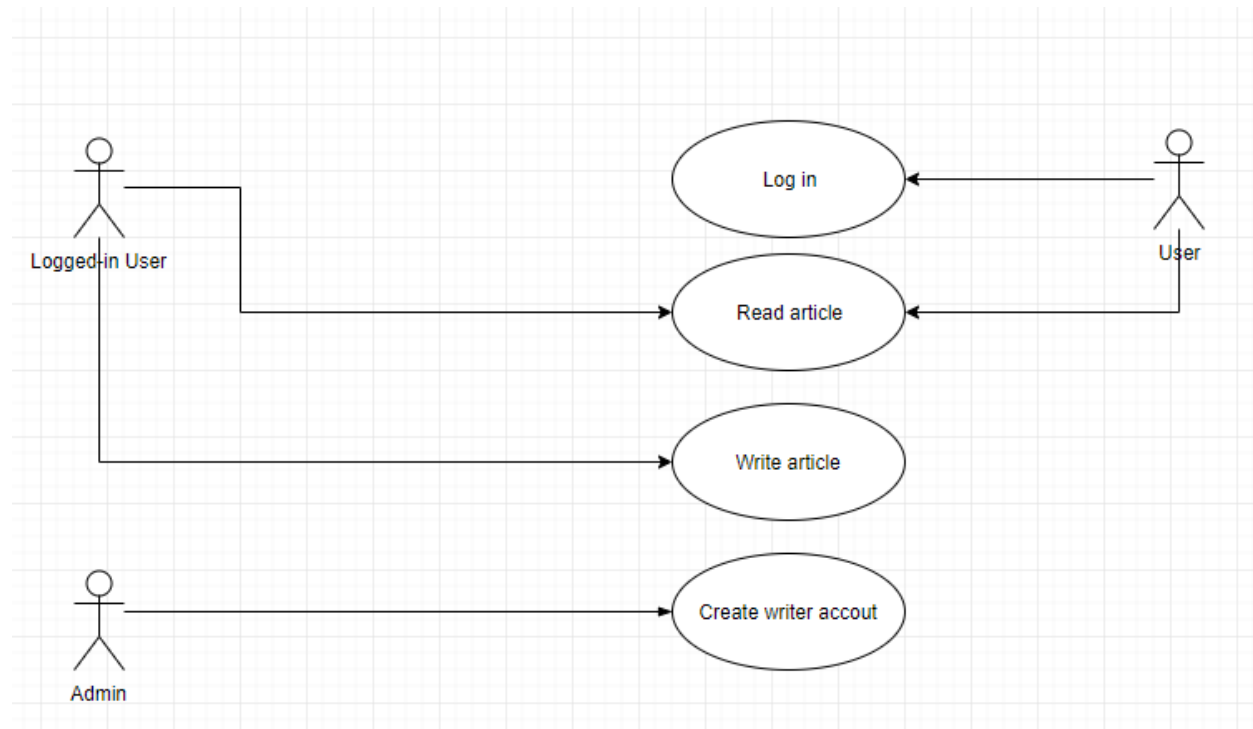 Log in
Logged-in User
User
Read article
Write article
Create writer accout
Admin